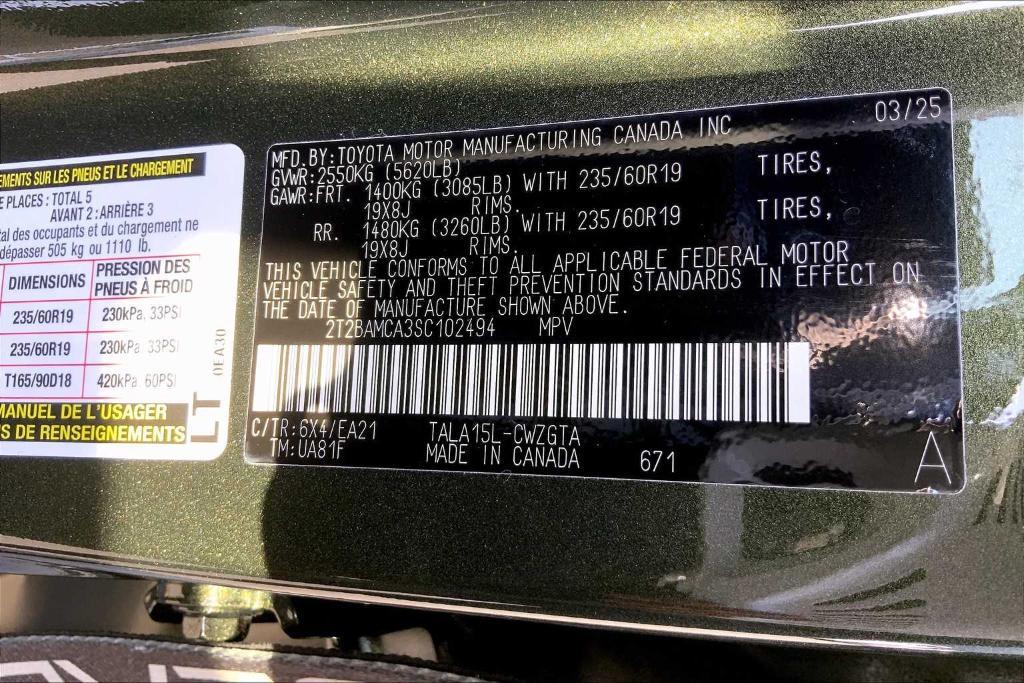 EMENTS SUR LES PNEUS ET LE CHARGEMENT
E PLACES : TOTAL 5
AVANT 2 : ARRIÈRE 3
tal des occupants et du chargement ne
dépasser 505 kg ou 1110 lb.
DIMENSIONS PRESSION DES PNEUS À FROID
235/60R19 230kPa. 33PSI
235/60R19 230kPa. 33PSI
T165/90D18 420kPa. 60PSI
MANUEL DE L'USAGER
S DE RENSEIGNEMENTS
LT
0EA30
03/25
MFD.BY:TOYOTA MOTOR MANUFACTURING CANADA INC
GVWR:2550KG (5620LB)
GAWR:FRT. 1400KG (3085LB) WITH 235/60R19 TIRES,
19X8J RIMS.
RR. 1480KG (3260LB) WITH 235/60R19 TIRES,
19X8J RIMS.
THIS VEHICLE CONFORMS TO ALL APPLICABLE FEDERAL MOTOR
VEHICLE SAFETY AND THEFT PREVENTION STANDARDS IN EFFECT ON
THE DATE OF MANUFACTURE SHOWN ABOVE.
2T2BAMCA3SC102494 MPV
C/TR:6X4/EA21 TALA15L-CWZGTA
TM:UA81F MADE IN CANADA 671
A